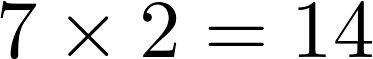 7 × 2 = 14